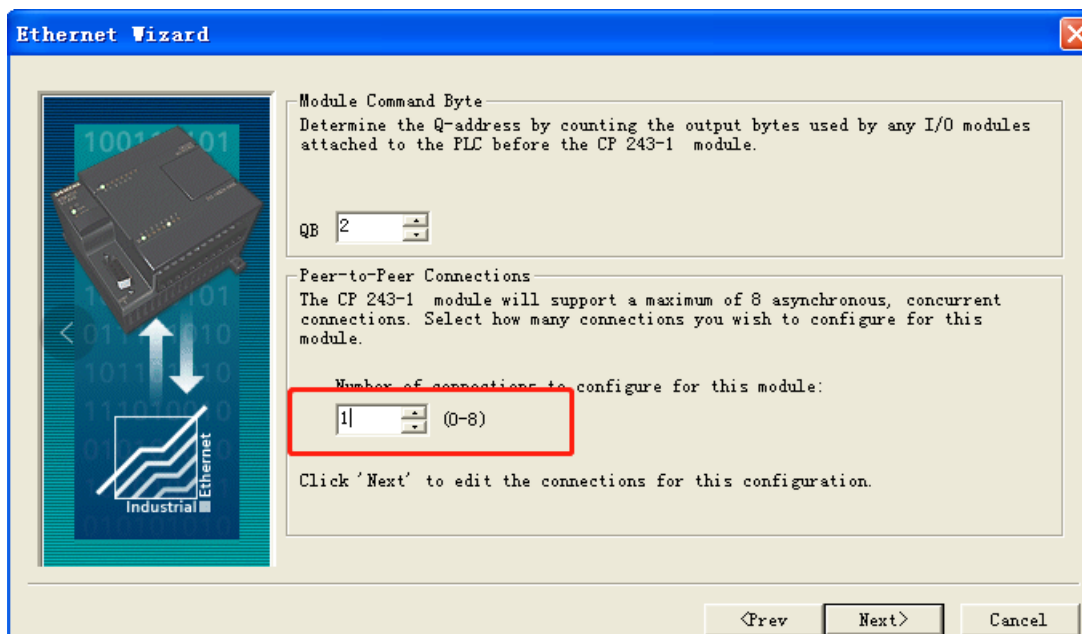 Ethernet Wizard
Module Command Byte
Determine the Q-address by counting the output bytes used by any I/O modules
attached to the PLC before the CP 243-1 module.
QB 2
Peer-to-Peer Connections
The CP 243-1 module will support a maximum of 8 asynchronous, concurrent
connections. Select how many connections you wish to configure for this
module.
Number of connections to configure for this module:
1 (0-8)
Click 'Next' to edit the connections for this configuration.
Industrial
Ethernet
<Prev
Next>
Cancel